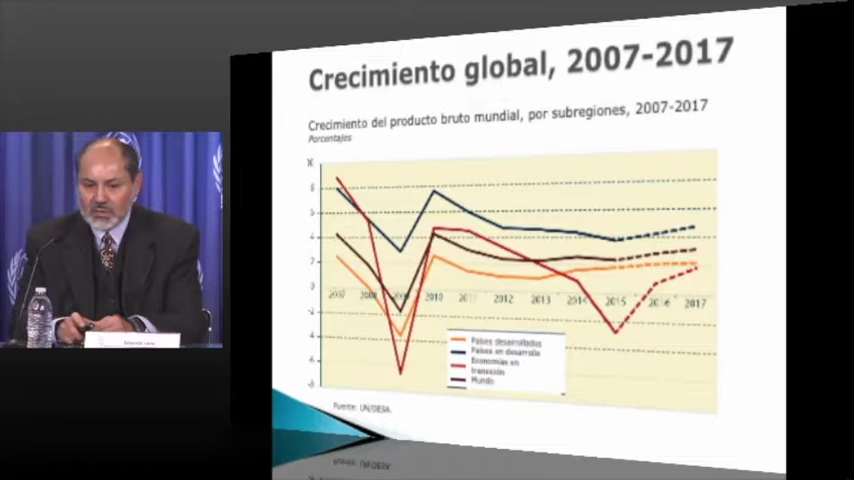 Crecimiento global, 2007-2017
Crecimiento del producto bruto mundial, por subregiones, 2007-2017
Porcentajes
10
8
6
4
2
0
-2
-4
-6
-8
2007 2008 2009 2010 2011 2012 2013 2014 2015 2016 2017
Países desarrollados
Países en desarrollo
Economías en
transición
Mundo
Fuente: UN/DESA.